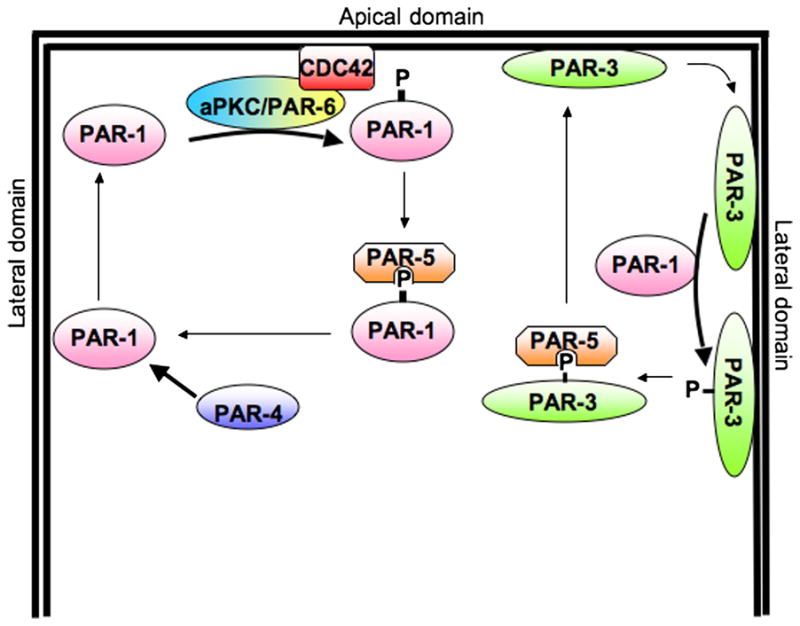 Apical domain
CDC42
aPKC/PAR-6
P
PAR-1
PAR-1
PAR-3
PAR-3
Lateral domain
Lateral domain
PAR-5
P
PAR-1
PAR-1
PAR-4
PAR-1
PAR-5
P
PAR-3
P
PAR-3